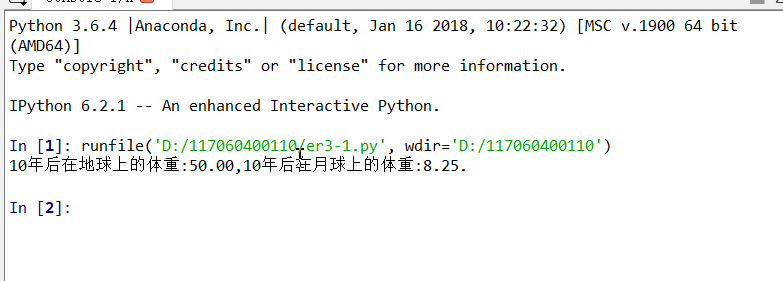 Python 3.6.4 |Anaconda, Inc.| (default, Jan 16 2018, 10:22:32) [MSC v.1900 64 bit
(AMD64)]
Type "copyright", "credits" or "license" for more information.
IPython 6.2.1 -- An enhanced Interactive Python.
In [1]: runfile('D:/117060400110/er3-1.py', wdir='D:/117060400110')
10年后在地球上的体重:50.00,10年后在月球上的体重:8.25.
In [2]: